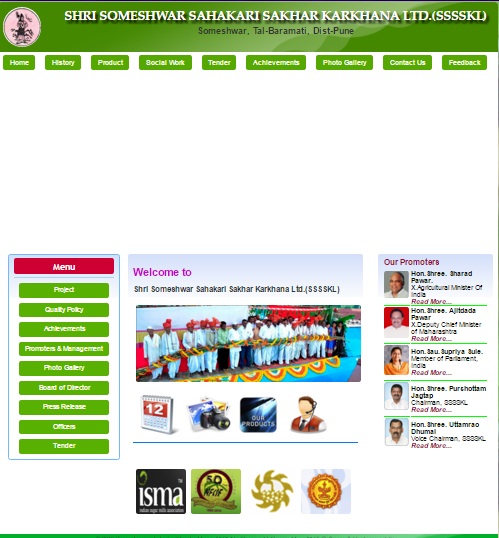 SHRI SOMESHWAR SAHAKARI SAKHAR KARKHANA LTD.(SSSSKL)
Someshwar, Tal-Baramati, Dist-Pune
Home History Product Social Work Tender Achievements Photo Gallery Contact Us Feedback
Menu
Project
Quality Policy
Achievements
Promoters & Management
Photo Gallery
Board of Director
Press Release
Officers
Tender
Welcome to
Shri Someshwar Sahakari Sakhar Karkhana Ltd.(SSSSKL)
12
OUR
PRODUCTS
isma
indian sugar mills association
Our Promoters
Hon.Shree. Sharad
Pawar.
X.Agricultural Minister Of
India
Read More...
Hon.Shree. Ajitdada
Pawar
X.Deputy Chief Minister
of Maharashtra
Read More...
Hon.Sau.Supriya Sule.
Member of Parliament,
India
Read More...
Hon.Shree. Purshottam
Jagtap
Chairman, SSSSKL
Read More...
Hon.Shree. Uttamrao
Dhumal
Voice Chairman, SSSSKL
Read More...